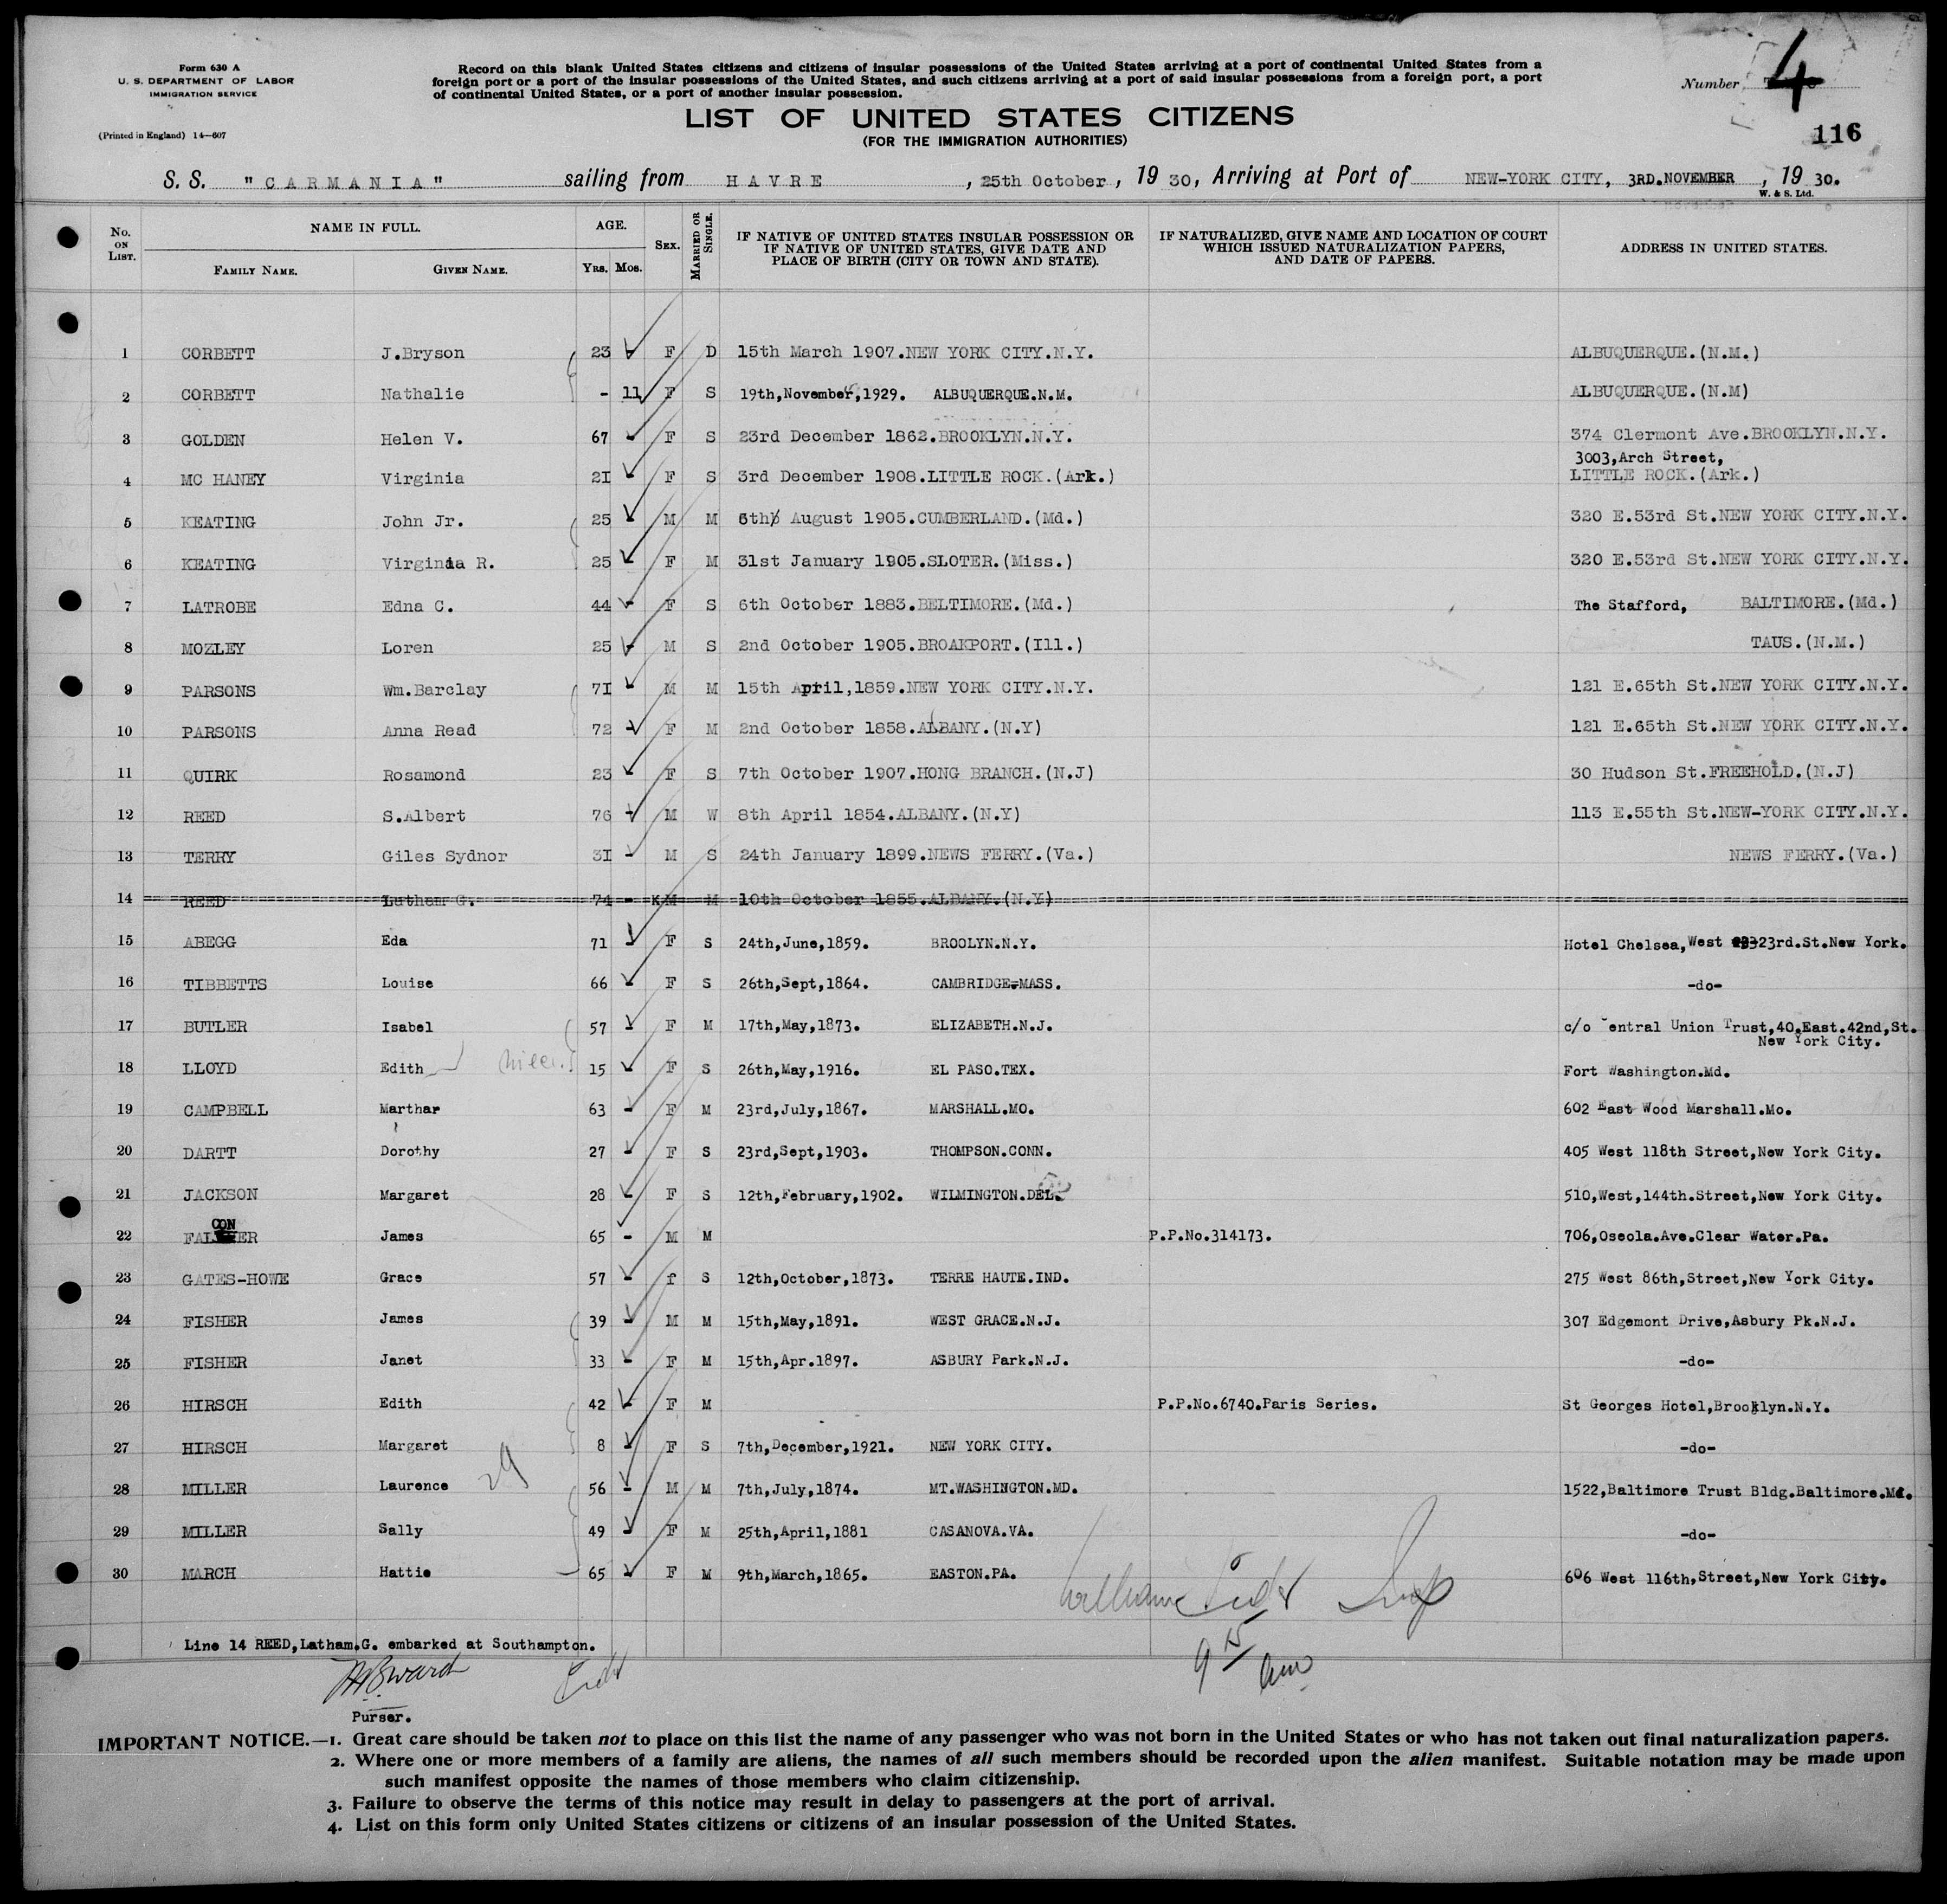 Form 630 A
U. S. DEPARTMENT OF LABOR
IMMIGRATION SERVICE
(Printed in England) 14—607
Record on this blank United States citizens and citizens of insular possessions of the United States arriving at a port of continental United States from a
foreign port or a port of the insular possessions of the United States, and such citizens arriving at a port of said insular possessions from a foreign port, a port
of continental United States, or a port of another insular possession.
Number 4
LIST OF UNITED STATES CITIZENS
(FOR THE IMMIGRATION AUTHORITIES)
116
S. S. "CARMANIA" sailing from HAVRE, 25th October, 19 30, Arriving at Port of NEW-YORK CITY, 3RD.NOVEMBER, 19 30.
W. & S. Ltd.
No. ON LIST. NAME IN FULL. AGE. SEX. MARRIED OR SINGLE. IF NATIVE OF UNITED STATES INSULAR POSSESSION OR IF NATIVE OF UNITED STATES, GIVE DATE AND PLACE OF BIRTH (CITY OR TOWN AND STATE). IF NATURALIZED, GIVE NAME AND LOCATION OF COURT WHICH ISSUED NATURALIZATION PAPERS, AND DATE OF PAPERS. ADDRESS IN UNITED STATES.
FAMILY NAME. GIVEN NAME. YRS. MOS.
1 CORBETT J.Bryson 23 - F D 15th March 1907.NEW YORK CITY.N.Y. ALBUQUERQUE.(N.M.)
2 CORBETT Nathalie - 11 F S 19th,November,1929. ALBUQUERQUE.N.M. ALBUQUERQUE.(N.M)
3 GOLDEN Helen V. 67 - F S 23rd December 1862.BROOKLYN.N.Y. 374 Clermont Ave.BROOKLYN.N.Y.
3003,Arch Street,
4 MC HANEY Virginia 2I - F S 3rd December 1908.LITTLE ROCK.(Ark.) LITTLE ROCK.(Ark.)
5 KEATING John Jr. 25 - M M 6th August 1905.CUMBERLAND.(Md.) 320 E.53rd St.NEW YORK CITY.N.Y.
6 KEATING Virginia R. 25 - F M 31st January 1905.SLOTER.(Miss.) 320 E.53rd St.NEW YORK CITY.N.Y.
7 LATROBE Edna C. 44 - F S 6th October 1883.BELTIMORE.(Md.) The Stafford, BALTIMORE.(Md.)
8 MOZLEY Loren 25 - M S 2nd October 1905.BROAKPORT.(Ill.) TAUS.(N.M.)
9 PARSONS Wm.Barclay 7I - M M 15th April,1859.NEW YORK CITY.N.Y. 121 E.65th St.NEW YORK CITY.N.Y.
10 PARSONS Anna Read 72 - F M 2nd October 1858.ALBANY.(N.Y) 121 E.65th St.NEW YORK CITY.N.Y.
11 QUIRK Rosamond 23 - F S 7th October 1907.HONG BRANCH.(N.J) 30 Hudson St.FREEHOLD.(N.J)
12 REED S.Albert 76 - M W 8th April 1854.ALBANY.(N.Y) 113 E.55th St.NEW-YORK CITY.N.Y.
13 TERRY Giles Sydnor 3I - M S 24th January 1899.NEWS FERRY.(Va.) NEWS FERRY.(Va.)
14 REED Latham G. 74 - M M 10th October 1855.ALBANY.(N.Y)
15 ABEGG Eda 71 - F S 24th,June,1859. BROOLYN.N.Y. Hotel Chelsea,West 23rd.St.New York.
16 TIBBETTS Louise 66 - F S 26th,Sept,1864. CAMBRIDGE.MASS. -do-
17 BUTLER Isabel 57 - F M 17th,May,1873. ELIZABETH.N.J. c/o entral Union Trust,40.East.42nd,St.
New York City.
18 LLOYD Edith niece. 15 - F S 26th,May,1916. EL PASO.TEX. Fort Washington.Md.
19 CAMPBELL Marthar 63 - F M 23rd,July,1867. MARSHALL.MO. 602 East Wood Marshall.Mo.
20 DARTT Dorothy 27 - F S 23rd,Sept,1903. THOMPSON.CONN. 405 West 118th Street,New York City.
21 JACKSON Margaret 28 - F S 12th,February,1902. WILMINGTON.DEL. 510,West,144th.Street,New York City.
22 FALCONER James 65 - M M P.P.No.314173. 706,Oseola.Ave.Clear Water.Pa.
23 GATES-HOWE Grace 57 - f S 12th,October,1873. TERRE HAUTE.IND. 275 West 86th,Street,New York City.
24 FISHER James 39 - M M 15th,May,1891. WEST GRACE.N.J. 307 Edgemont Drive,Asbury Pk.N.J.
25 FISHER Janet 33 - F M 15th,Apr.1897. ASBURY Park.N.J. -do-
26 HIRSCH Edith 42 - F M P.P.No.6740.Paris Series. St Georges Hotel,Brooklyn.N.Y.
27 HIRSCH Margaret 8 - F S 7th,December,1921. NEW YORK CITY. -do-
28 MILLER Laurence 29 56 - M M 7th,July,1874. MT.WASHINGTON.MD. 1522,Baltimore Trust Bldg.Baltimore.Md.
29 MILLER Sally 49 - F M 25th,April,1881 CASANOVA.VA. -do-
30 MARCH Hattie 65 - F M 9th,March,1865. EASTON.PA. 606 West 116th,Street,New York City.
Line 14 REED,Latham.G. embarked at Southampton.
9 15 am
Purser.
IMPORTANT NOTICE.—1. Great care should be taken not to place on this list the name of any passenger who was not born in the United States or who has not taken out final naturalization papers.
2. Where one or more members of a family are aliens, the names of all such members should be recorded upon the alien manifest. Suitable notation may be made upon
such manifest opposite the names of those members who claim citizenship.
3. Failure to observe the terms of this notice may result in delay to passengers at the port of arrival.
4. List on this form only United States citizens or citizens of an insular possession of the United States.